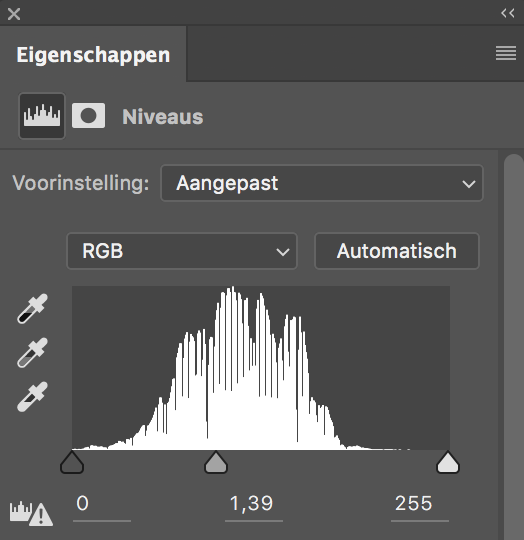 Eigenschappen
Niveaus
Voorinstelling: Aangepast
RGB Automatisch
0 1,39 255